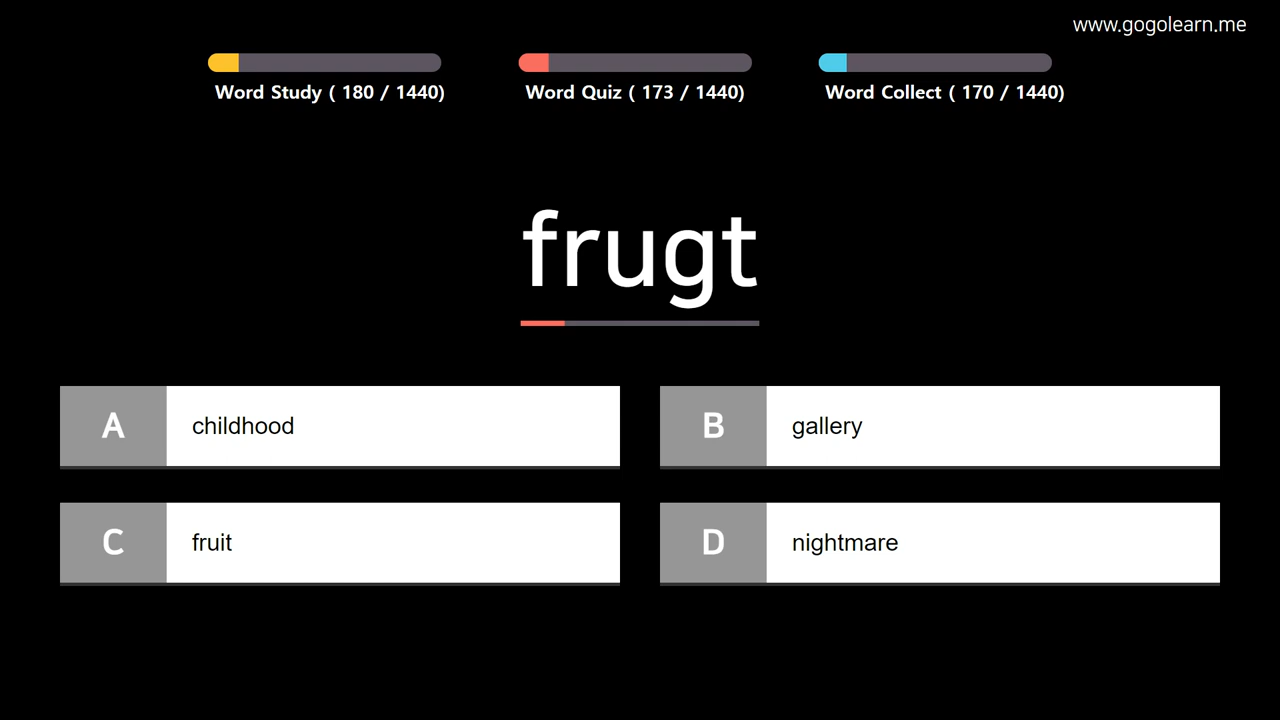 www.gogolearn.me
Word Study ( 180 / 1440)
Word Quiz ( 173 / 1440)
Word Collect ( 170 / 1440)
frugt
A childhood
B gallery
C fruit
D nightmare